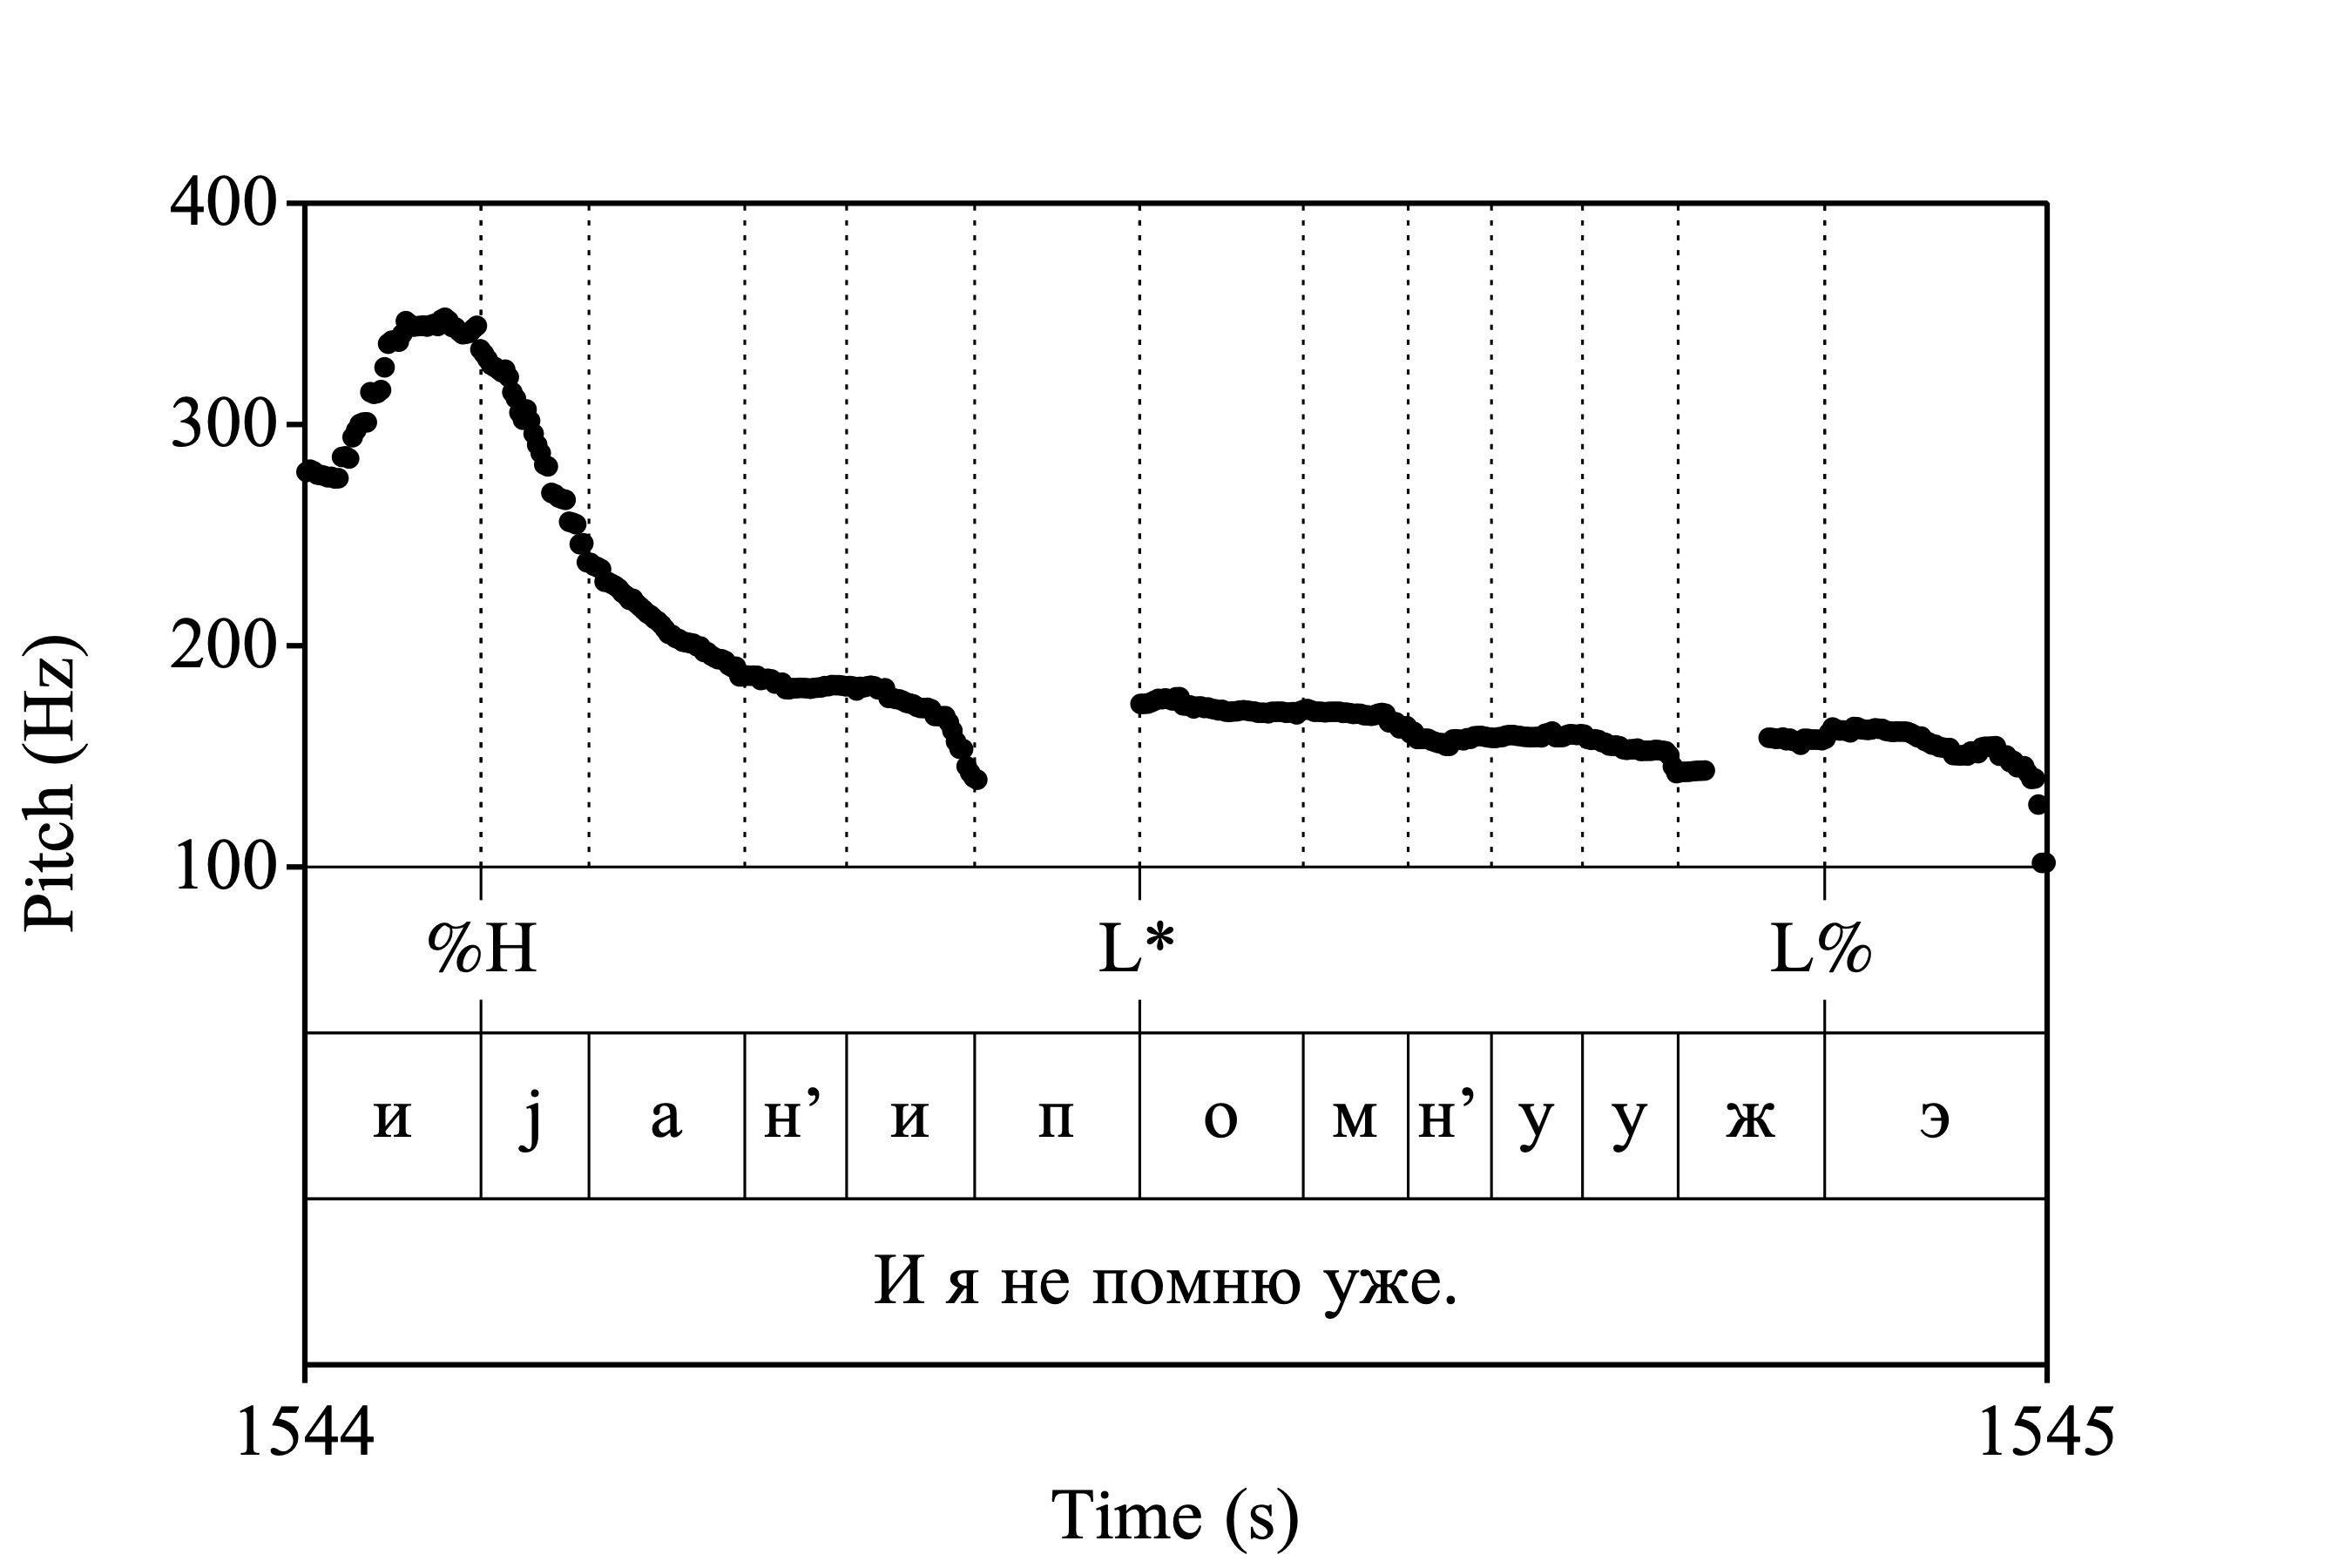 400
300
200
100
Pitch (Hz)
%H L* L%
и j а н’ и п о м н’ у у ж э
И я не помню уже.
1544 1545
Time (s)